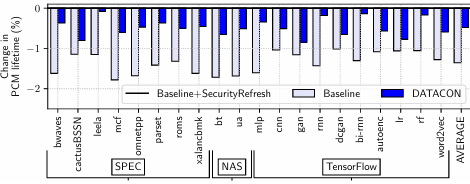 Change in
PCM lifetime (%)
0
−1
−2
Baseline+SecurityRefresh
Baseline
DATACON
bwaves
cactusBSSN
leela
mcf
omnetpp
parset
roms
xalancbmk
bt
ua
mlp
cnn
gan
rnn
dcgan
bi-rnn
autoenc
lr
rf
word2vec
AVERAGE
SPEC
NAS
TensorFlow